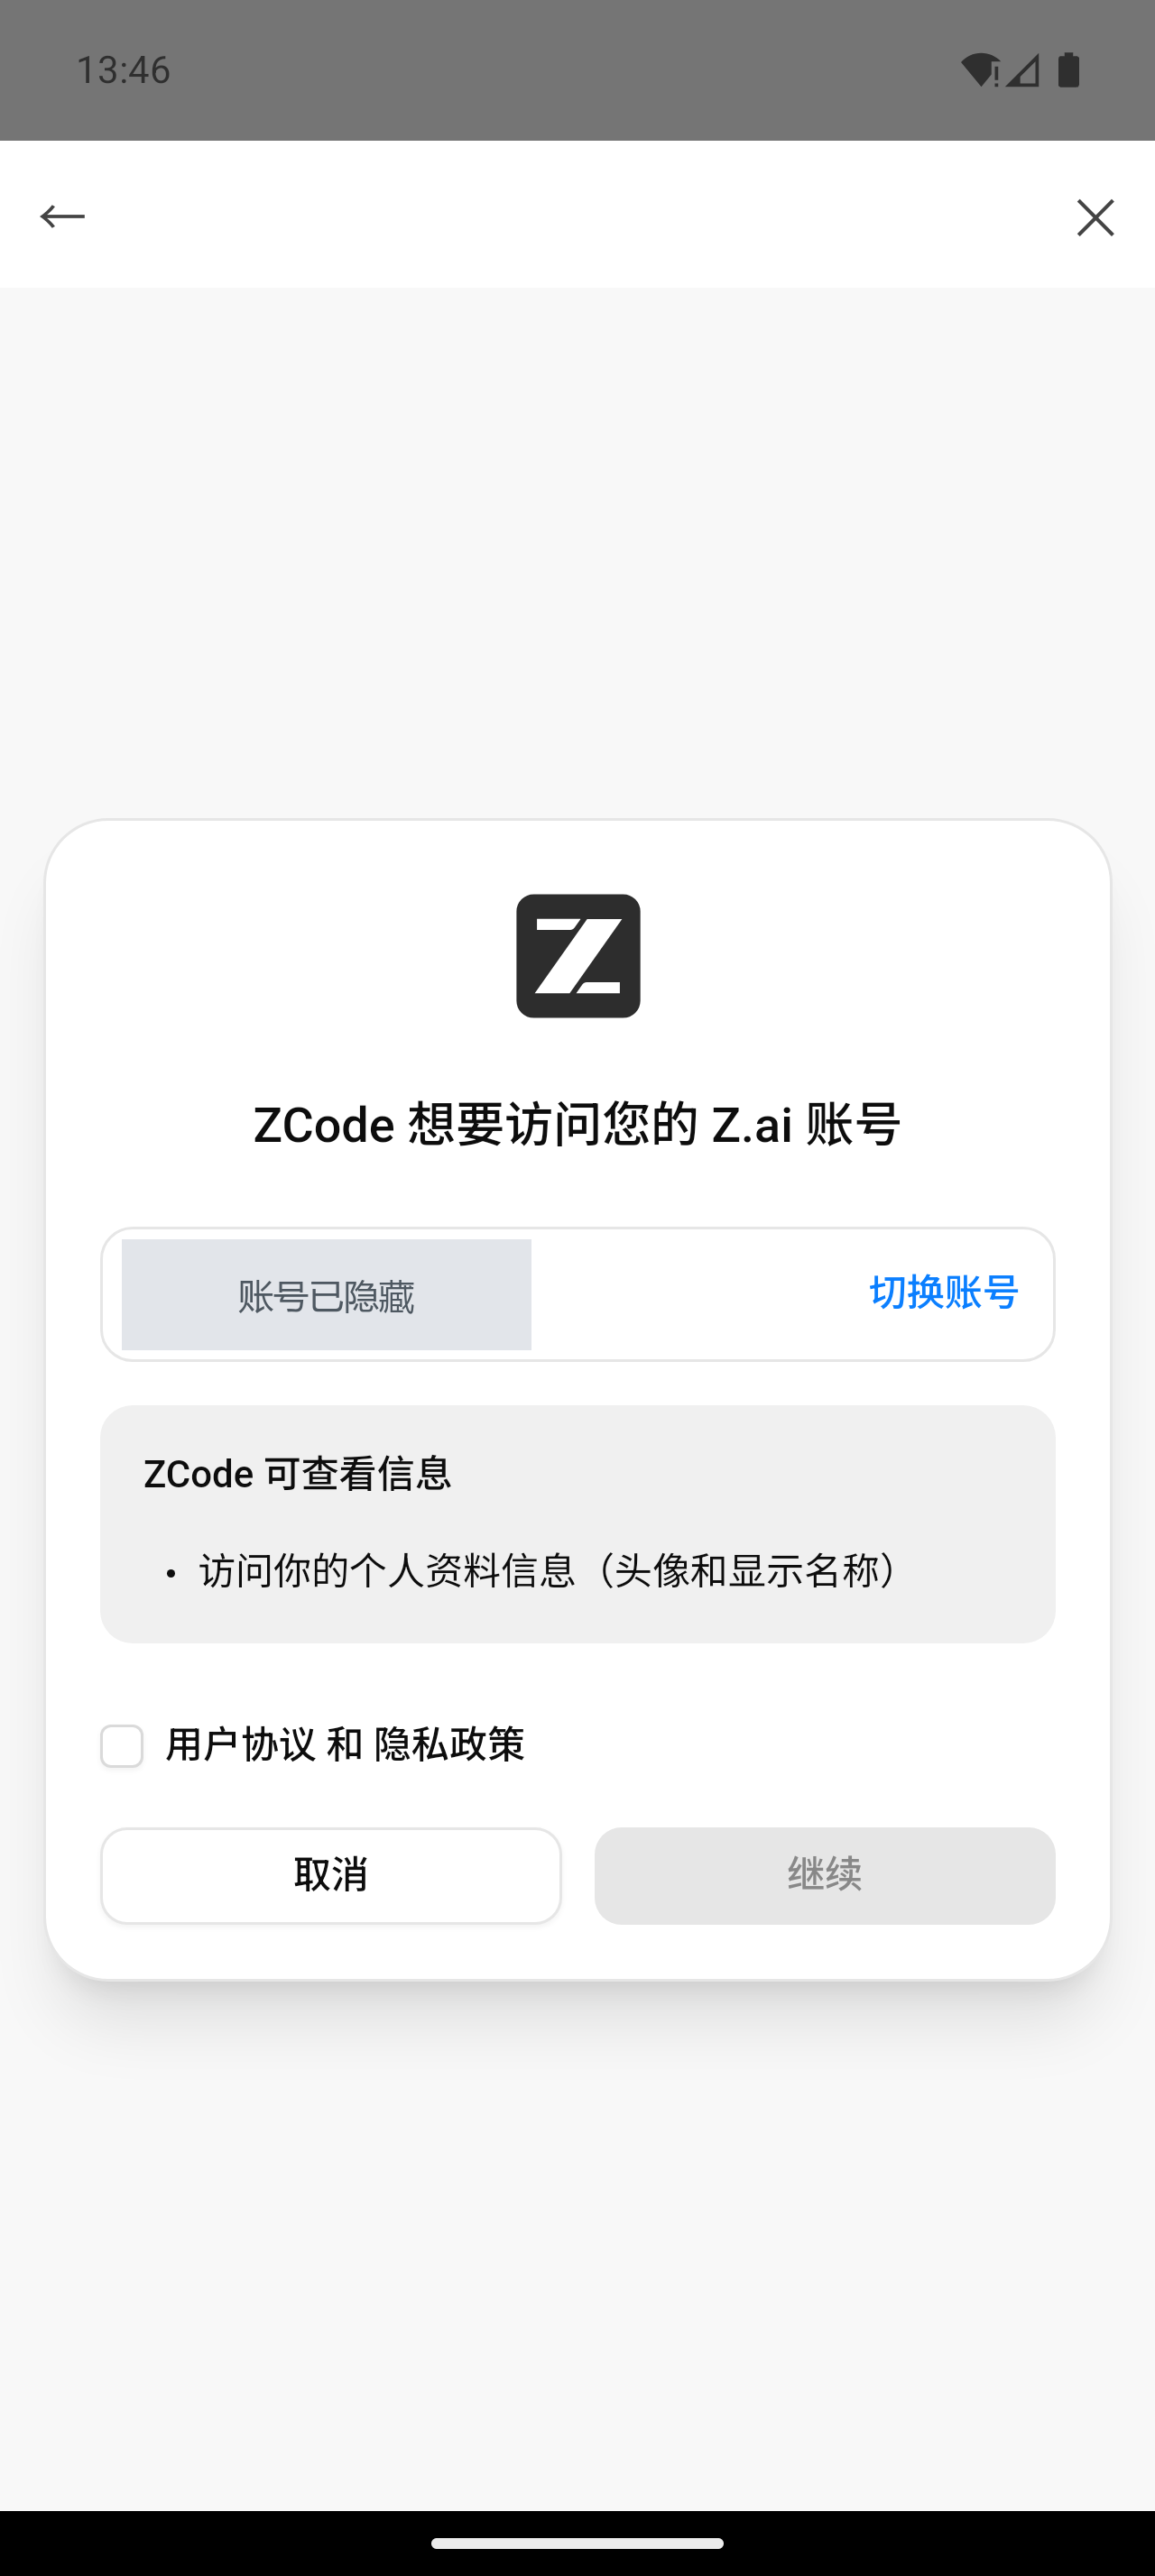 13:46
ZCode 想要访问您的 Z.ai 账号
账号已隐藏
切换账号
ZCode 可查看信息
• 访问你的个人资料信息（头像和显示名称）
用户协议 和 隐私政策
取消
继续